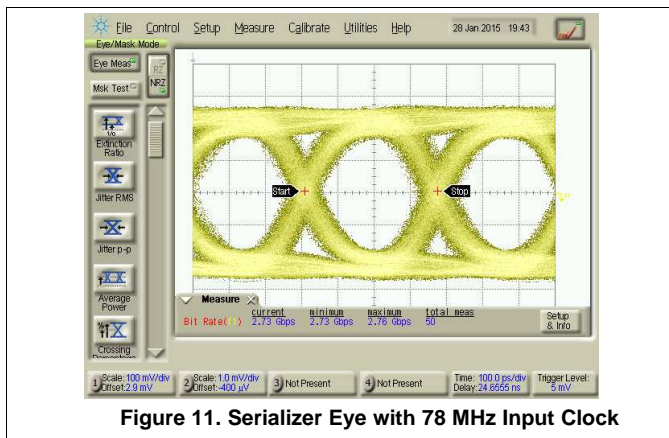 File Control Setup Measure Calibrate Utilities Help 28 Jan 2015 19:43
Eye/Mask Mode
Eye Meas
RZ
NRZ
Msk Test
Extinction
Ratio
Jitter RMS
Jitter p-p
Average
Power
Crossing
Start
Stop
Measure
current minimum maximum total meas
Bit Rate( ) 2.73 Gbps 2.73 Gbps 2.76 Gbps 50
Setup
& Info
1 Scale: 100 mV/div
Offset:2.9 mV
2 Scale:1.0 mV/div
Offset:-400 µV
3 Not Present
4 Not Present
Time: 100.0 ps/div
Delay:24.6555 ns
Trigger Level:
5 mV
Figure 11. Serializer Eye with 78 MHz Input Clock